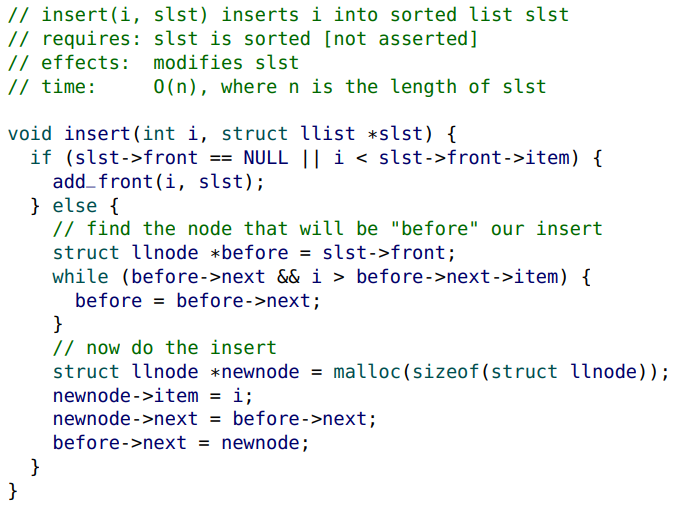 // insert(i, slst) inserts i into sorted list slst
// requires: slst is sorted [not asserted]
// effects:  modifies slst
// time:     O(n), where n is the length of slst

void insert(int i, struct llist *slst) {
  if (slst->front == NULL || i < slst->front->item) {
    add_front(i, slst);
  } else {
    // find the node that will be "before" our insert
    struct llnode *before = slst->front;
    while (before->next && i > before->next->item) {
      before = before->next;
    }
    // now do the insert
    struct llnode *newnode = malloc(sizeof(struct llnode));
    newnode->item = i;
    newnode->next = before->next;
    before->next = newnode;
  }
}